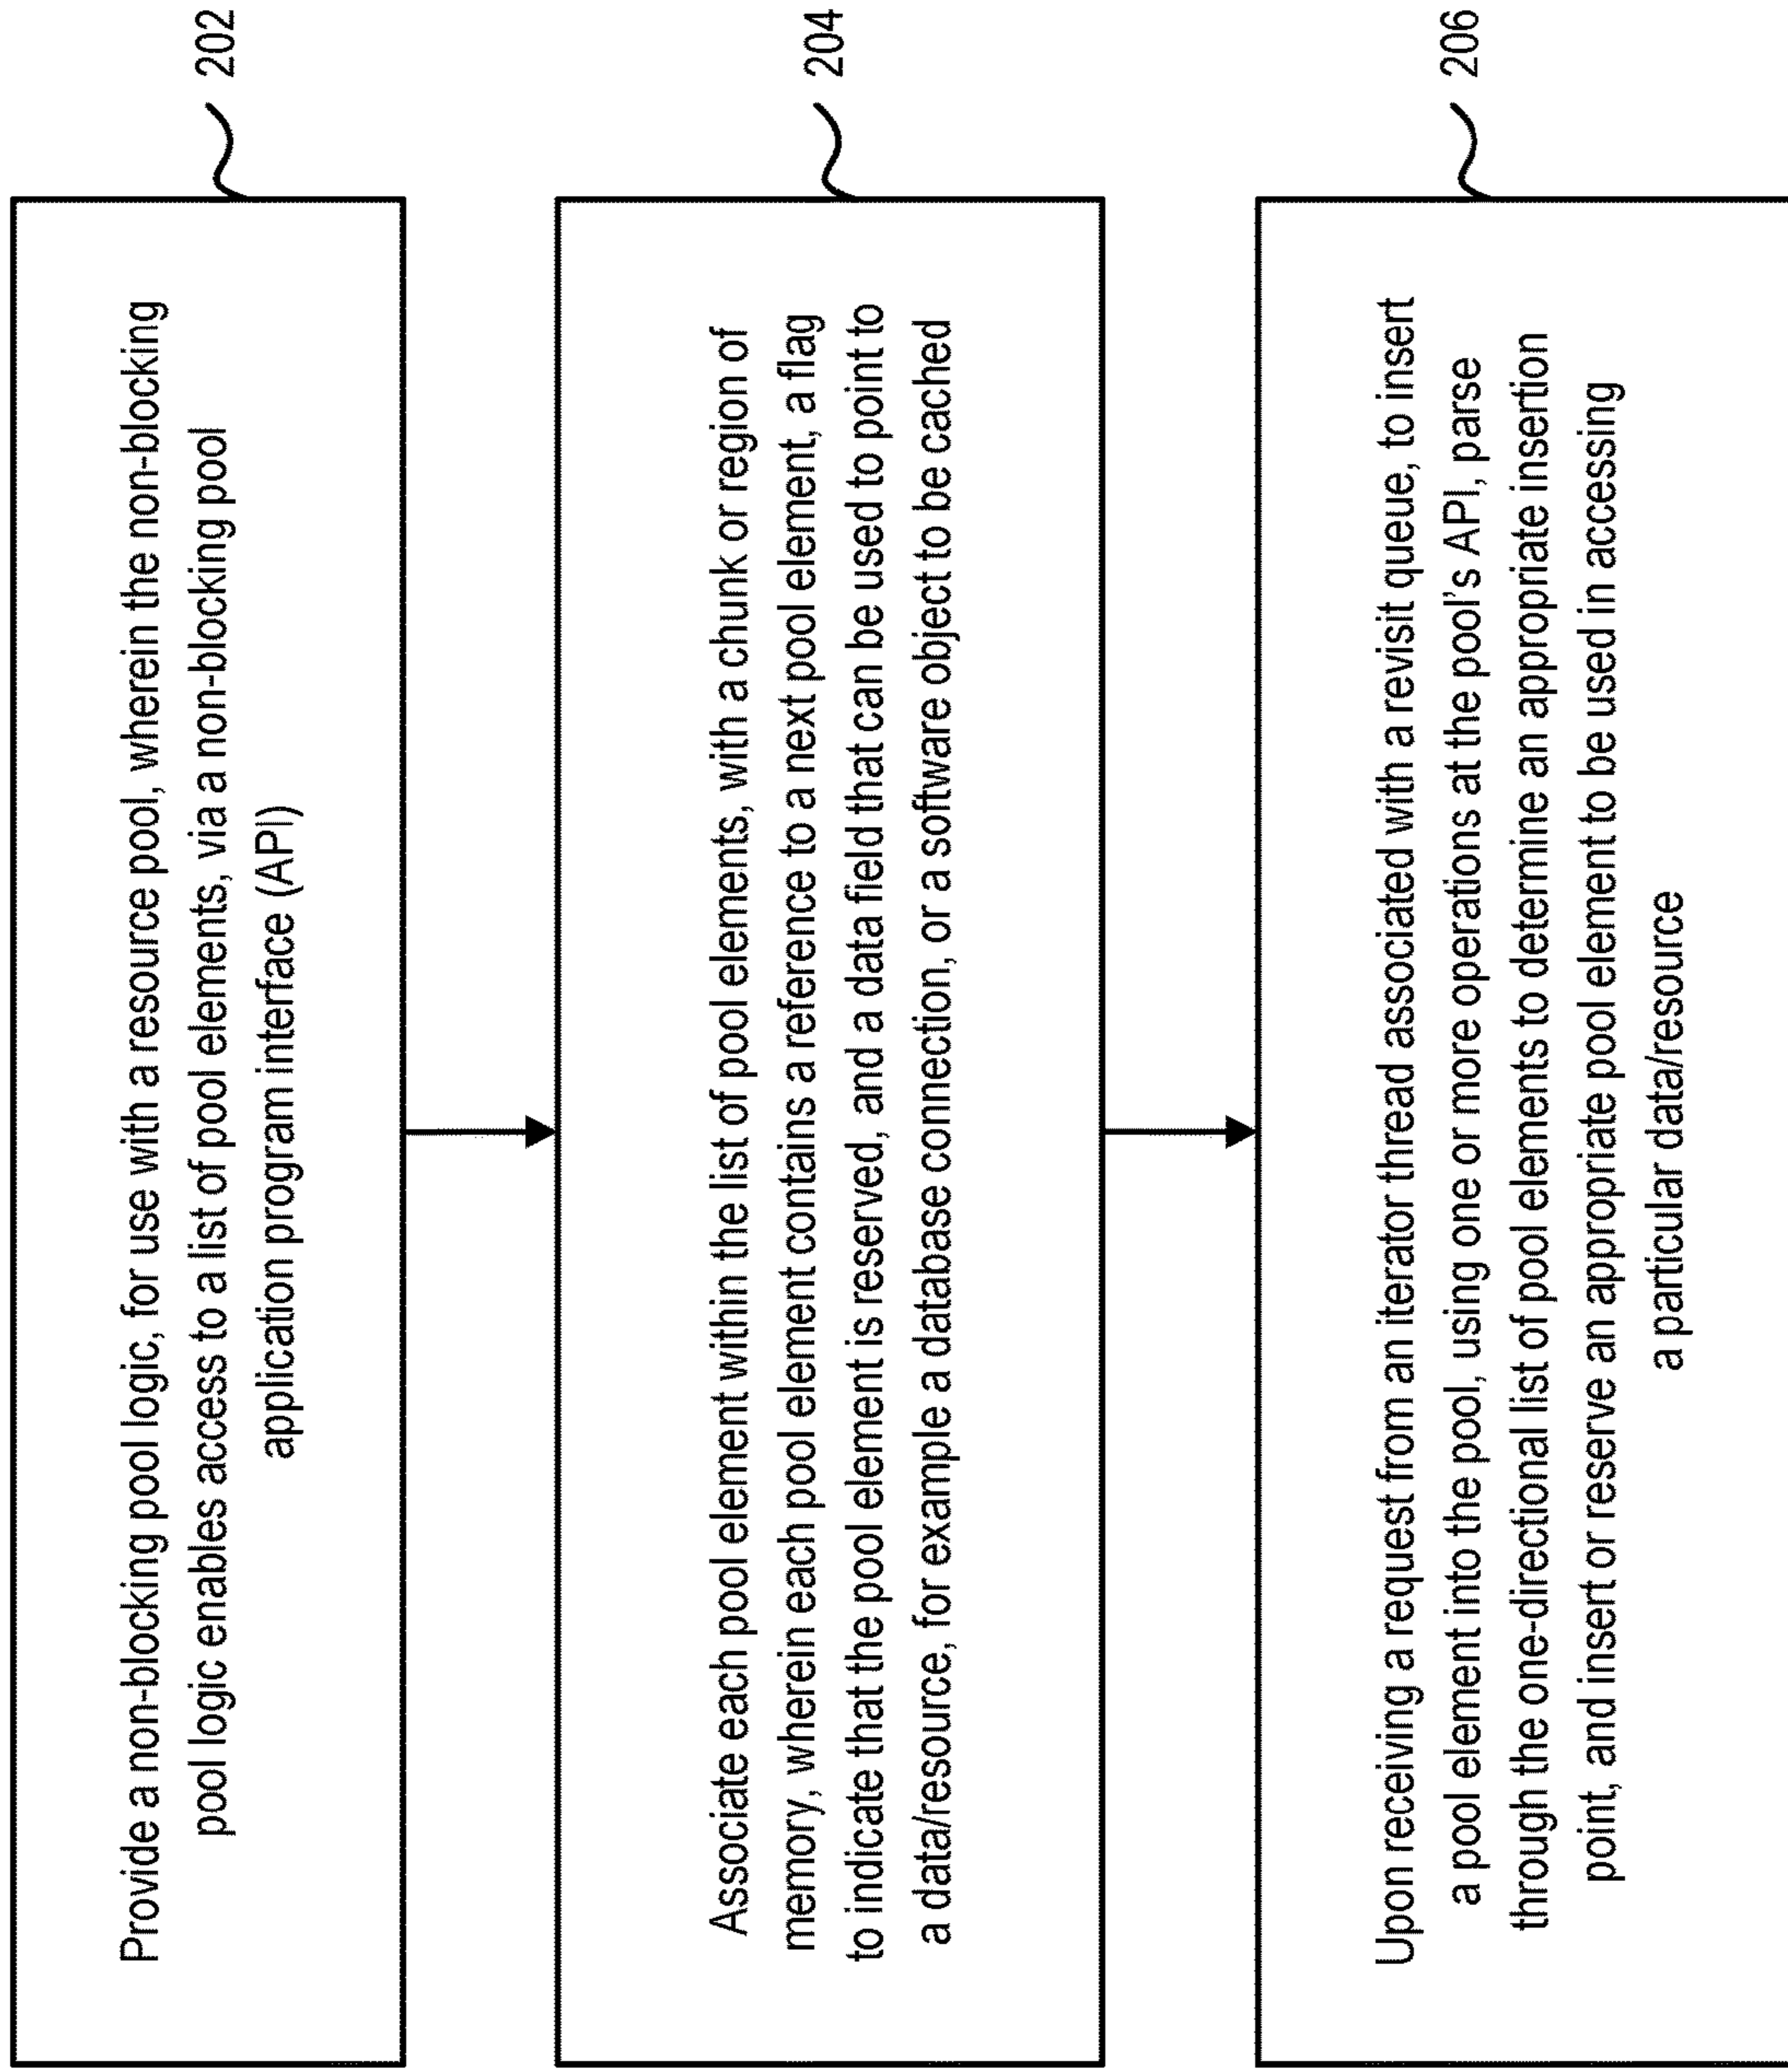 Provide a non-blocking pool logic, for use with a resource pool, wherein the non-blocking
pool logic enables access to a list of pool elements, via a non-blocking pool
application program interface (API)
202
Associate each pool element within the list of pool elements, with a chunk or region of
memory, wherein each pool element contains a reference to a next pool element, a flag
to indicate that the pool element is reserved, and a data field that can be used to point to
a data/resource, for example a database connection, or a software object to be cached
204
Upon receiving a request from an iterator thread associated with a revisit queue, to insert
a pool element into the pool, using one or more operations at the pool's API, parse
through the one-directional list of pool elements to determine an appropriate insertion
point, and insert or reserve an appropriate pool element to be used in accessing
a particular data/resource
206